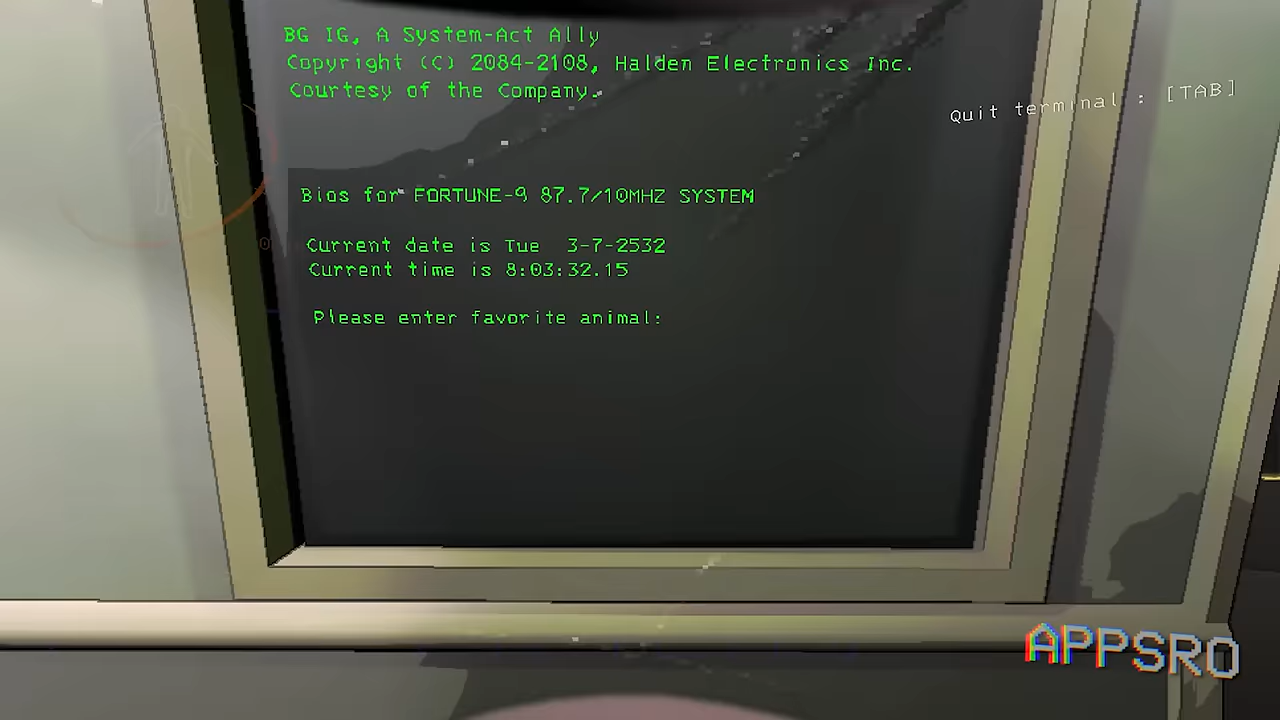 BG IG, A System-Act Ally
Copyright (C) 2084-2108, Halden Electronics Inc.
Courtesy of the Company.
Quit terminal : [TAB]
Bios for FORTUNE-9 87.7/10MHZ SYSTEM
Current date is Tue  3-7-2532
Current time is 8:03:32.15
Please enter favorite animal:
APPSRO